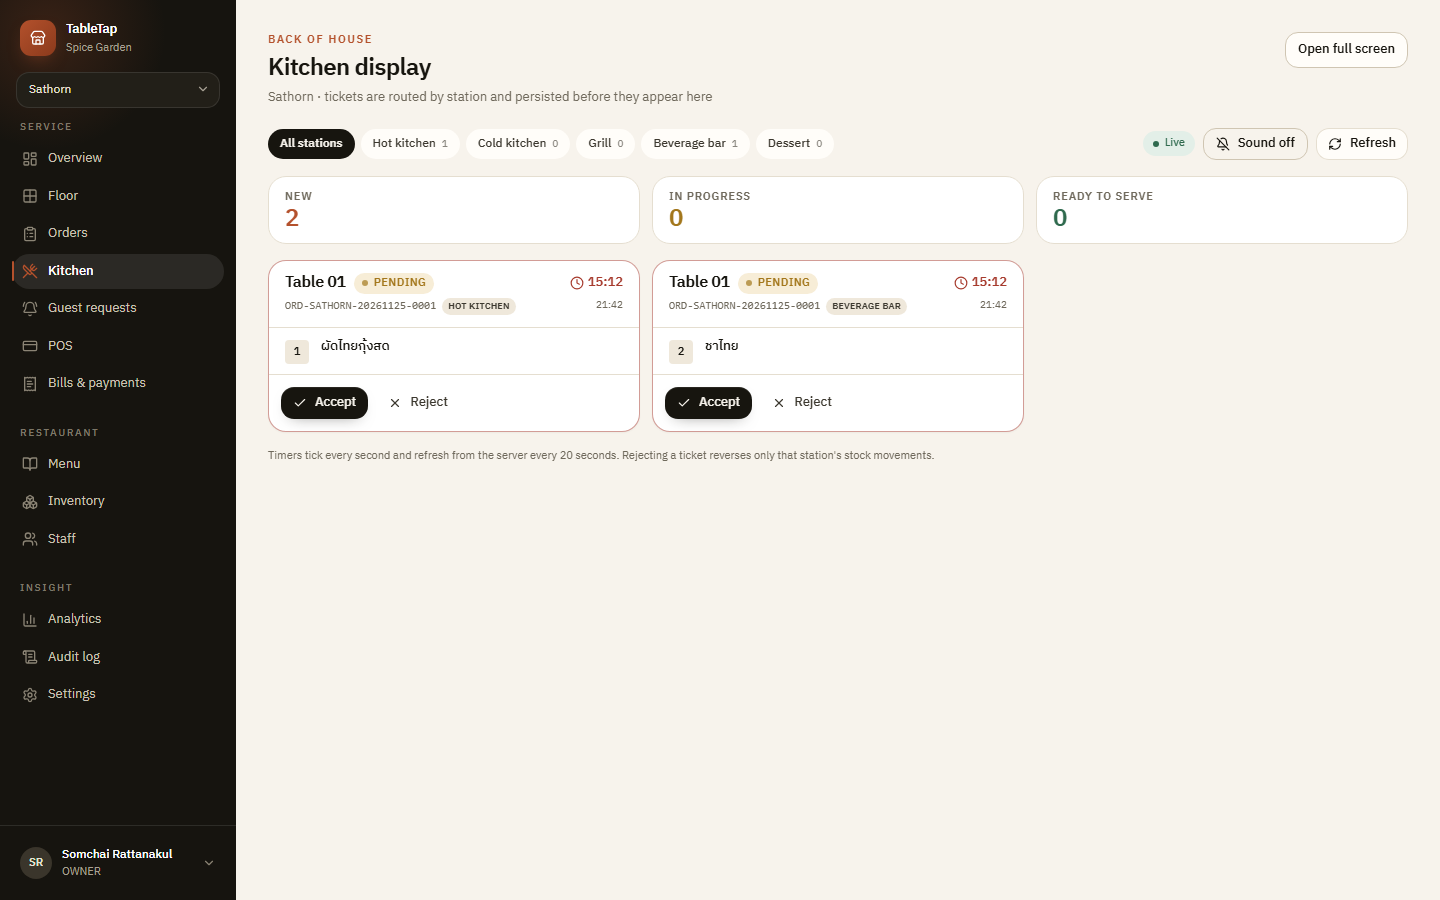 TableTap
Spice Garden
Sathorn
SERVICE
Overview
Floor
Orders
Kitchen
Guest requests
POS
Bills & payments
RESTAURANT
Menu
Inventory
Staff
INSIGHT
Analytics
Audit log
Settings
SR
Somchai Rattanakul
OWNER
BACK OF HOUSE
Kitchen display
Sathorn · tickets are routed by station and persisted before they appear here
Open full screen
All stations Hot kitchen 1 Cold kitchen 0 Grill 0 Beverage bar 1 Dessert 0
Live Sound off Refresh
NEW
2
IN PROGRESS
0
READY TO SERVE
0
Table 01 PENDING 15:12
ORD-SATHORN-20261125-0001 HOT KITCHEN 21:42
1 ผัดไทยกุ้งสด
Accept Reject
Table 01 PENDING 15:12
ORD-SATHORN-20261125-0001 BEVERAGE BAR 21:42
2 ชาไทย
Accept Reject
Timers tick every second and refresh from the server every 20 seconds. Rejecting a ticket reverses only that station's stock movements.